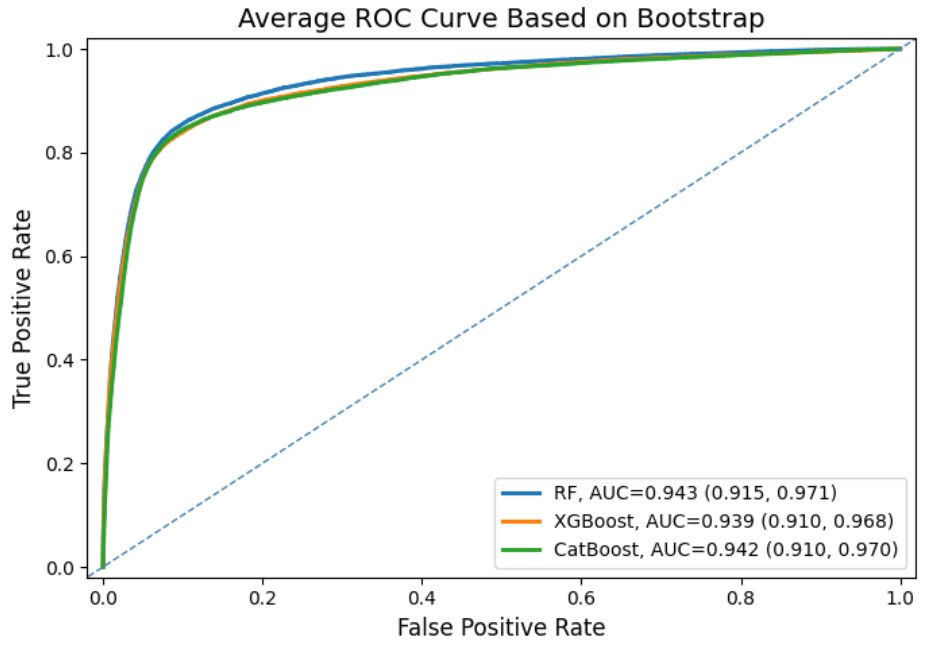 Average ROC Curve Based on Bootstrap
1.0
0.8
0.6
0.4
0.2
0.0
True Positive Rate
RF, AUC=0.943 (0.915, 0.971)
XGBoost, AUC=0.939 (0.910, 0.968)
CatBoost, AUC=0.942 (0.910, 0.970)
0.0 0.2 0.4 0.6 0.8 1.0
False Positive Rate